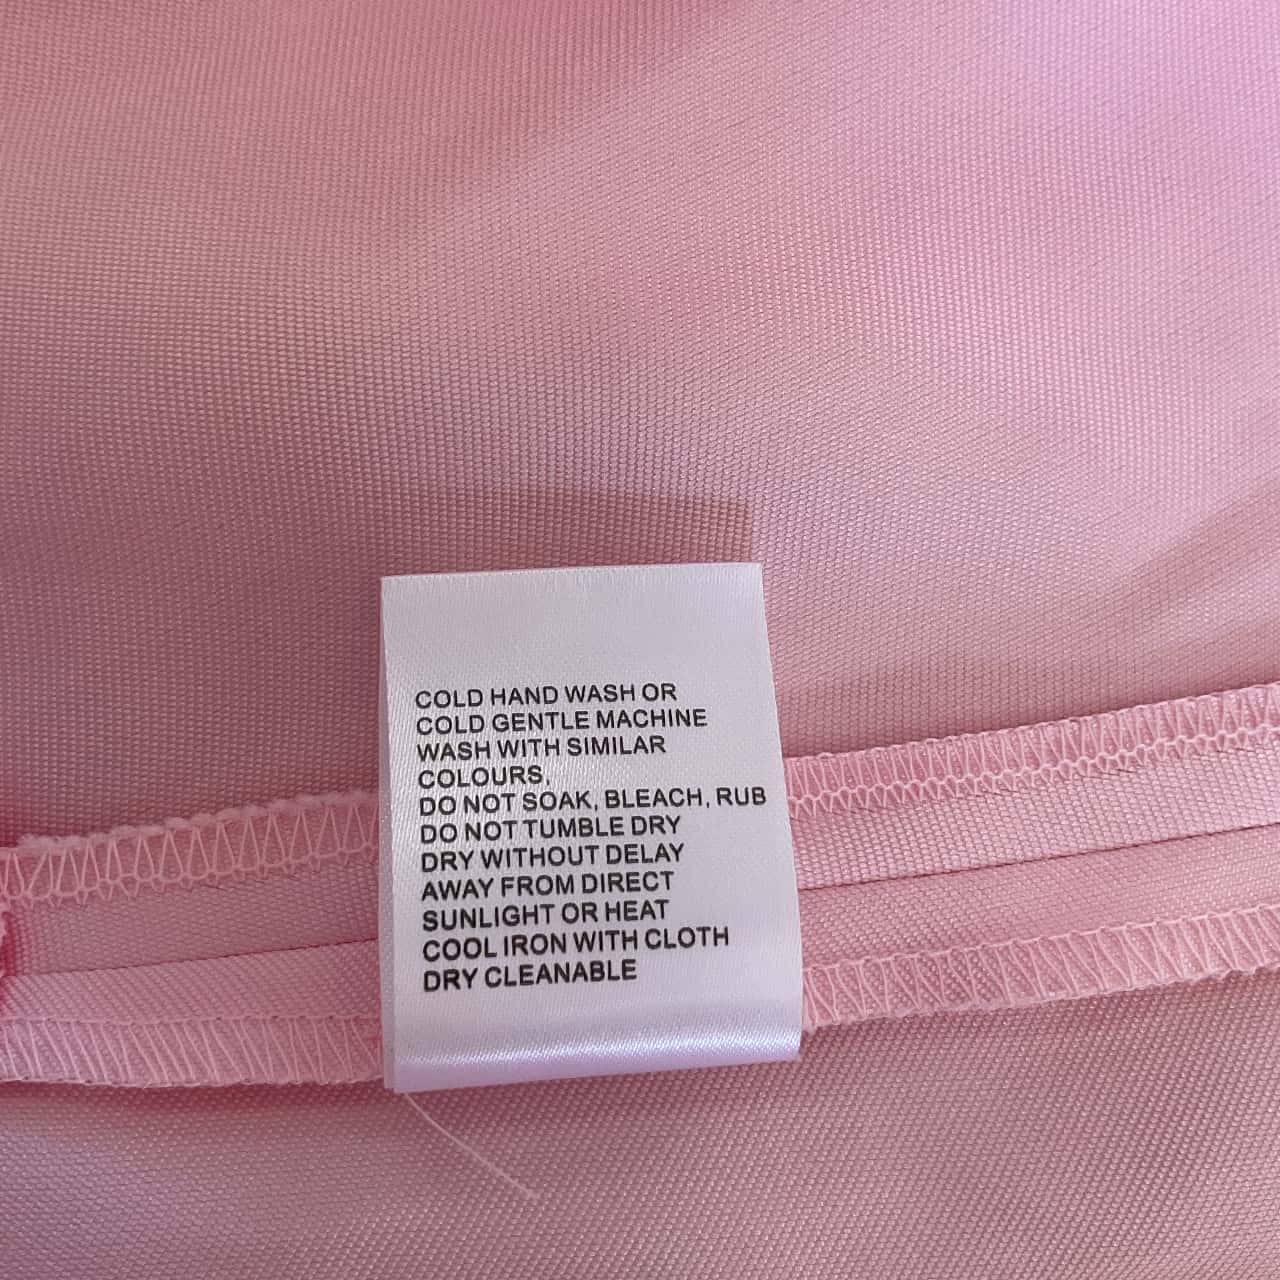 COLD HAND WASH OR
COLD GENTLE MACHINE
WASH WITH SIMILAR
COLOURS.
DO NOT SOAK, BLEACH, RUB
DO NOT TUMBLE DRY
DRY WITHOUT DELAY
AWAY FROM DIRECT
SUNLIGHT OR HEAT
COOL IRON WITH CLOTH
DRY CLEANABLE